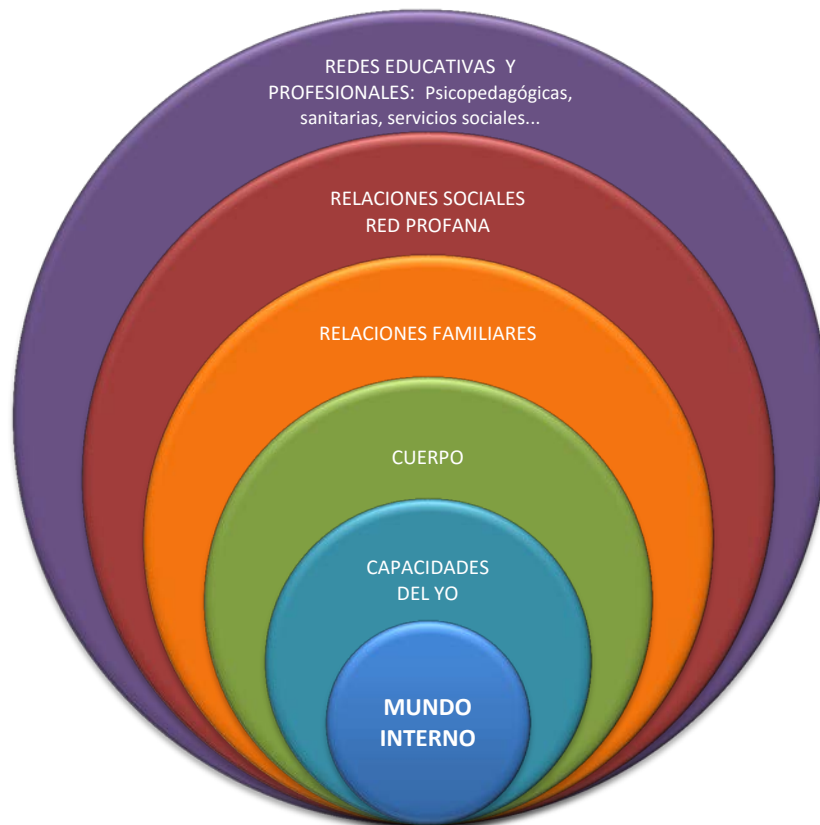 REDES EDUCATIVAS Y
PROFESIONALES: Psicopedagógicas,
sanitarias, servicios sociales...
RELACIONES SOCIALES
RED PROFANA
RELACIONES FAMILIARES
CUERPO
CAPACIDADES
DEL YO
MUNDO
INTERNO